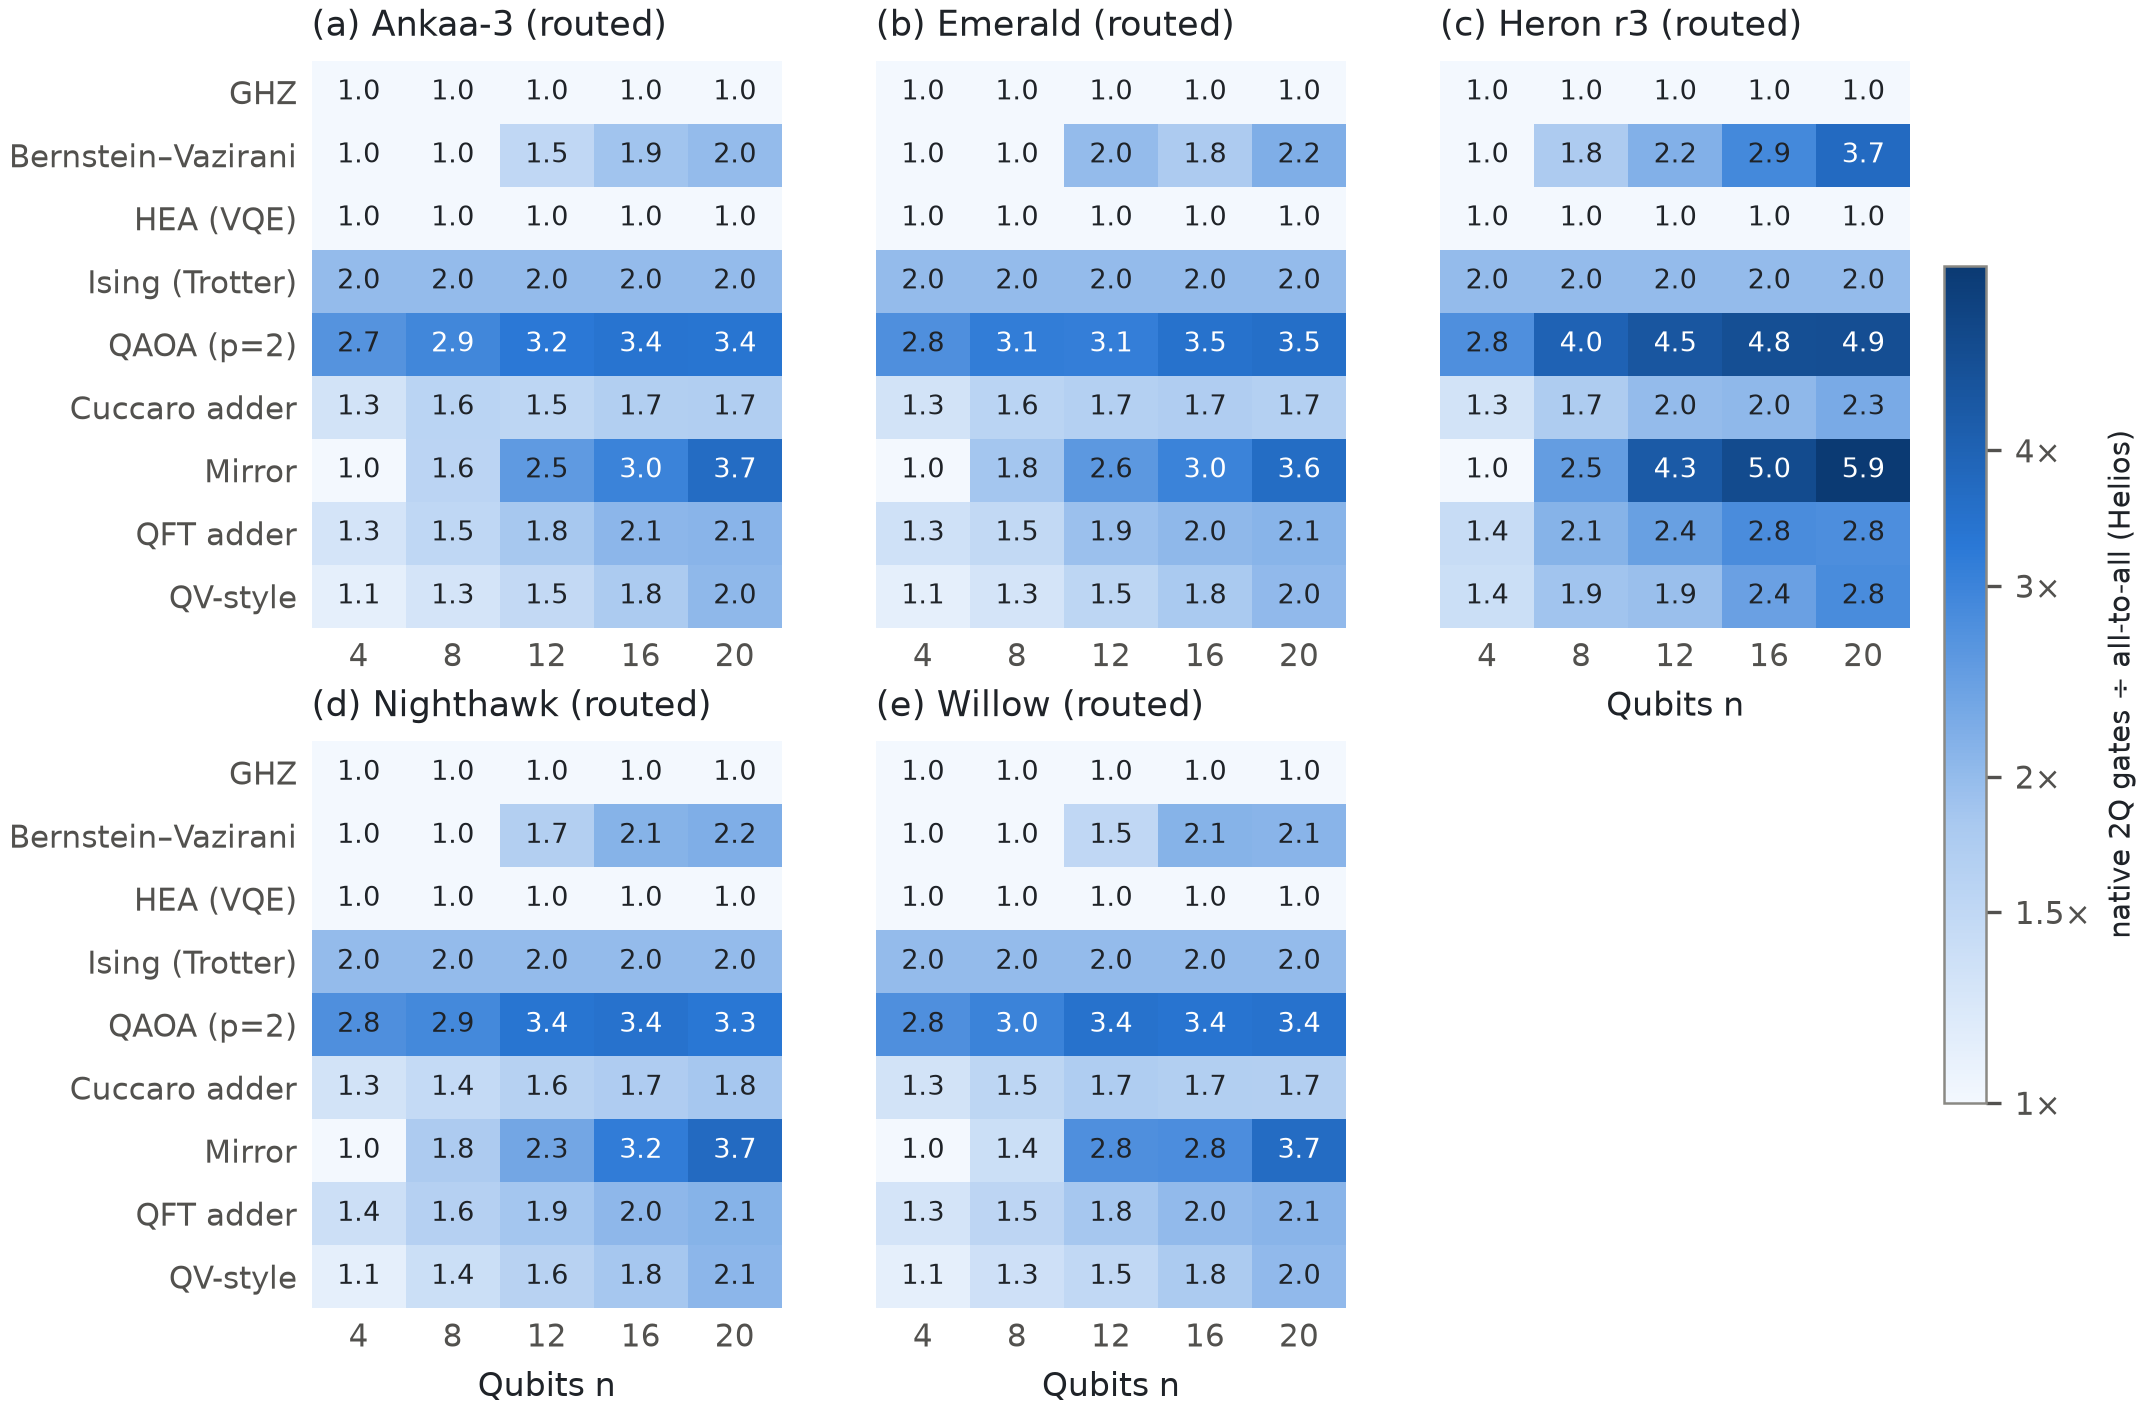 (a) Ankaa-3 (routed)
GHZ 1.0 1.0 1.0 1.0 1.0
Bernstein–Vazirani 1.0 1.0 1.5 1.9 2.0
HEA (VQE) 1.0 1.0 1.0 1.0 1.0
Ising (Trotter) 2.0 2.0 2.0 2.0 2.0
QAOA (p=2) 2.7 2.9 3.2 3.4 3.4
Cuccaro adder 1.3 1.6 1.5 1.7 1.7
Mirror 1.0 1.6 2.5 3.0 3.7
QFT adder 1.3 1.5 1.8 2.1 2.1
QV-style 1.1 1.3 1.5 1.8 2.0
4 8 12 16 20
(b) Emerald (routed)
1.0 1.0 1.0 1.0 1.0
1.0 1.0 2.0 1.8 2.2
1.0 1.0 1.0 1.0 1.0
2.0 2.0 2.0 2.0 2.0
2.8 3.1 3.1 3.5 3.5
1.3 1.6 1.7 1.7 1.7
1.0 1.8 2.6 3.0 3.6
1.3 1.5 1.9 2.0 2.1
1.1 1.3 1.5 1.8 2.0
4 8 12 16 20
(c) Heron r3 (routed)
1.0 1.0 1.0 1.0 1.0
1.0 1.8 2.2 2.9 3.7
1.0 1.0 1.0 1.0 1.0
2.0 2.0 2.0 2.0 2.0
2.8 4.0 4.5 4.8 4.9
1.3 1.7 2.0 2.0 2.3
1.0 2.5 4.3 5.0 5.9
1.4 2.1 2.4 2.8 2.8
1.4 1.9 1.9 2.4 2.8
4 8 12 16 20
Qubits n
(d) Nighthawk (routed)
GHZ 1.0 1.0 1.0 1.0 1.0
Bernstein–Vazirani 1.0 1.0 1.7 2.1 2.2
HEA (VQE) 1.0 1.0 1.0 1.0 1.0
Ising (Trotter) 2.0 2.0 2.0 2.0 2.0
QAOA (p=2) 2.8 2.9 3.4 3.4 3.3
Cuccaro adder 1.3 1.4 1.6 1.7 1.8
Mirror 1.0 1.8 2.3 3.2 3.7
QFT adder 1.4 1.6 1.9 2.0 2.1
QV-style 1.1 1.4 1.6 1.8 2.1
4 8 12 16 20
Qubits n
(e) Willow (routed)
1.0 1.0 1.0 1.0 1.0
1.0 1.0 1.5 2.1 2.1
1.0 1.0 1.0 1.0 1.0
2.0 2.0 2.0 2.0 2.0
2.8 3.0 3.4 3.4 3.4
1.3 1.5 1.7 1.7 1.7
1.0 1.4 2.8 2.8 3.7
1.3 1.5 1.8 2.0 2.1
1.1 1.3 1.5 1.8 2.0
4 8 12 16 20
Qubits n
4×
3×
2×
1.5×
1×
native 2Q gates ÷ all-to-all (Helios)